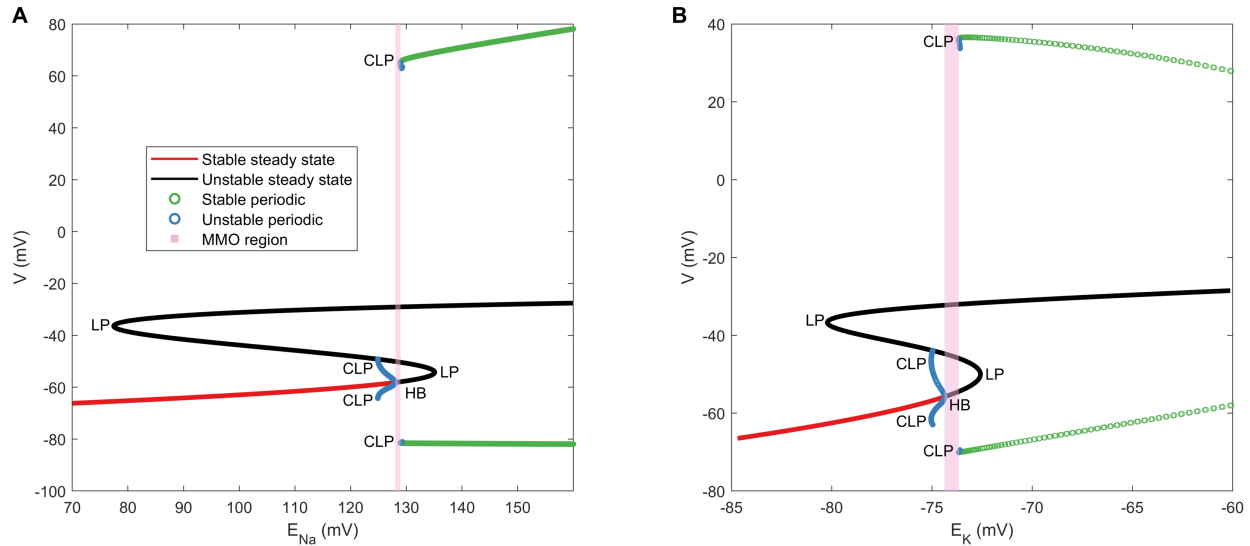 A
80
60
40
20
0
-20
-40
-60
-80
-100
V (mV)
CLP
Stable steady state
Unstable steady state
Stable periodic
Unstable periodic
MMO region
LP
CLP
LP
CLP
HB
CLP
70 80 90 100 110 120 130 140 150
E_Na (mV)
B
40
20
0
-20
-40
-60
-80
V (mV)
CLP
LP
CLP
LP
HB
CLP
CLP
-85 -80 -75 -70 -65 -60
E_K (mV)